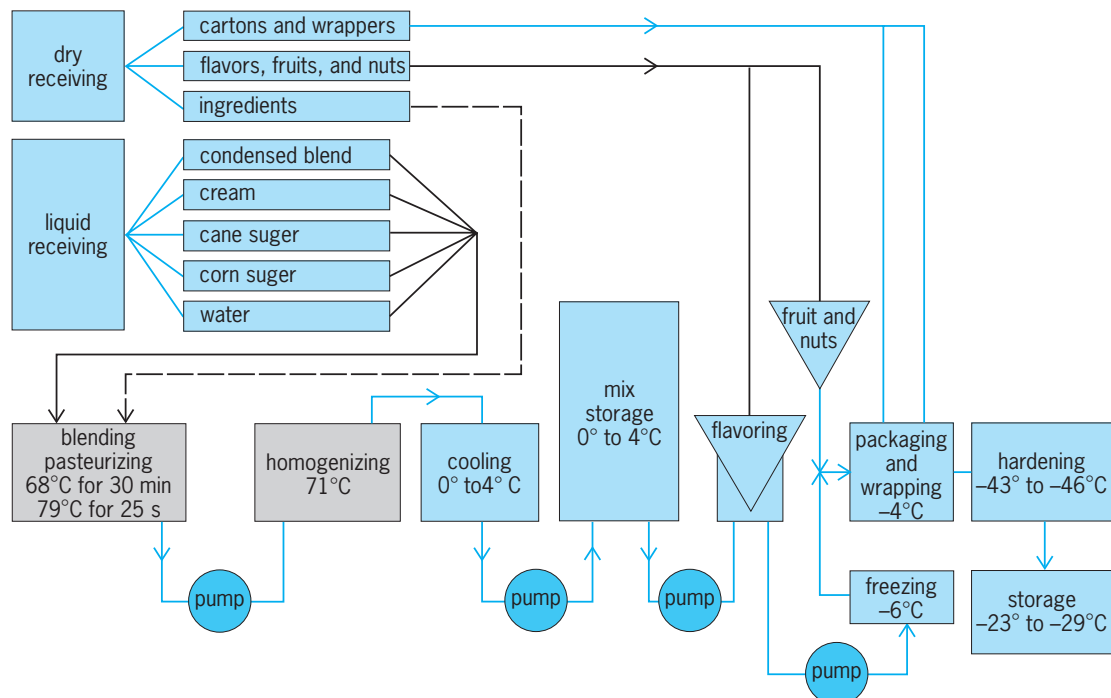 dry
receiving
cartons and wrappers
flavors, fruits, and nuts
ingredients
liquid
receiving
condensed blend
cream
cane suger
corn suger
water
blending
pasteurizing
68°C for 30 min
79°C for 25 s
pump
homogenizing
71°C
cooling
0° to4° C
pump
mix
storage
0° to 4°C
pump
flavoring
pump
fruit and
nuts
freezing
–6°C
packaging
and
wrapping
–4°C
hardening
–43° to –46°C
storage
–23° to –29°C